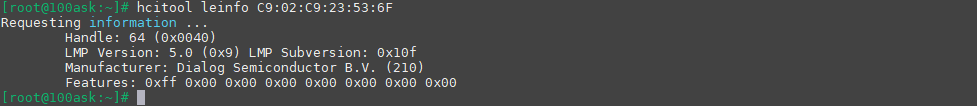 [root@100ask:~]# hcitool leinfo C9:02:C9:23:53:6F
Requesting information ...
Handle: 64 (0x0040)
LMP Version: 5.0 (0x9) LMP Subversion: 0x10f
Manufacturer: Dialog Semiconductor B.V. (210)
Features: 0xff 0x00 0x00 0x00 0x00 0x00 0x00 0x00
[root@100ask:~]#